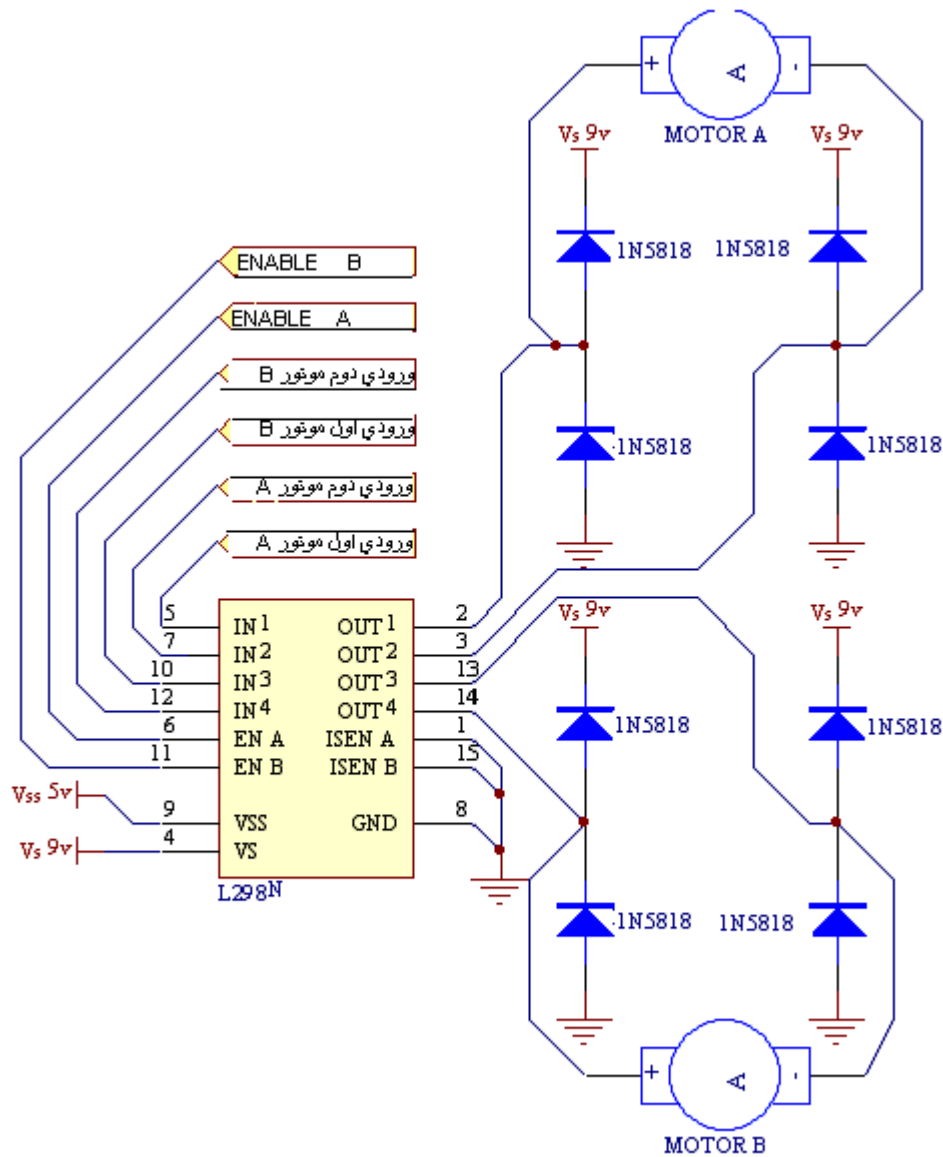 MOTOR A
+
A
-
Vs 9v
Vs 9v
1N5818
1N5818
1N5818
1N5818
ENABLE B
ENABLE A
ورودي دوم موتور B
ورودي اول موتور B
ورودي دوم موتور A
ورودي اول موتور A
5
7
10
12
6
11
9
4
IN1
IN2
IN3
IN4
EN A
EN B
VSS
VS
OUT1
OUT2
OUT3
OUT4
ISEN A
ISEN B
GND
2
3
13
14
1
15
8
Vss 5v
Vs 9v
L298N
Vs 9v
Vs 9v
1N5818
1N5818
1N5818
1N5818
+
A
-
MOTOR B